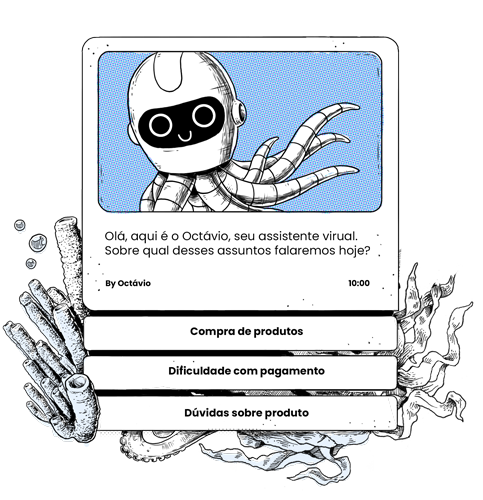 Olá, aqui é o Octávio, seu assistente virual.
Sobre qual desses assuntos falaremos hoje?
By Octávio 10:00
Compra de produtos
Dificuldade com pagamento
Dúvidas sobre produto